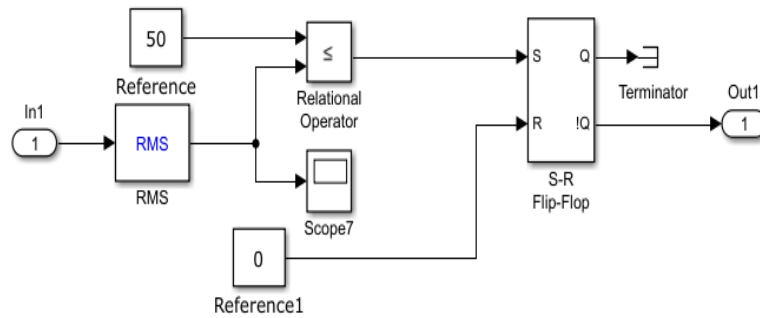 50
Reference
In1
1
RMS
RMS
≤
Relational
Operator
Scope7
0
Reference1
S
R
Q
!Q
S-R
Flip-Flop
Terminator
Out1
1